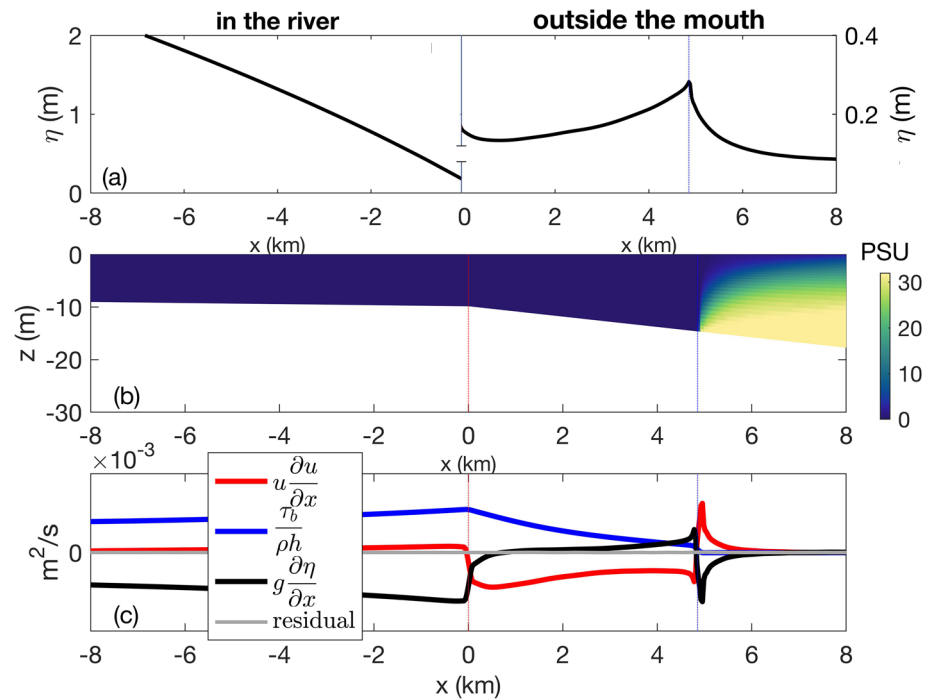 in the river outside the mouth
2 1 0
η (m)
0.4 0.2
η (m)
(a)
-8 -6 -4 -2 0 2 4 6 8
x (km) x (km)
0 -10 -20 -30
z (m)
(b)
PSU
30 20 10 0
-8 -6 -4 -2 0 2 4 6 8
x (km)
×10⁻³
0
m²/s
u ∂u/∂x
τ_b/ρh
g ∂η/∂x
residual
(c)
-8 -6 -4 -2 0 2 4 6 8
x (km)